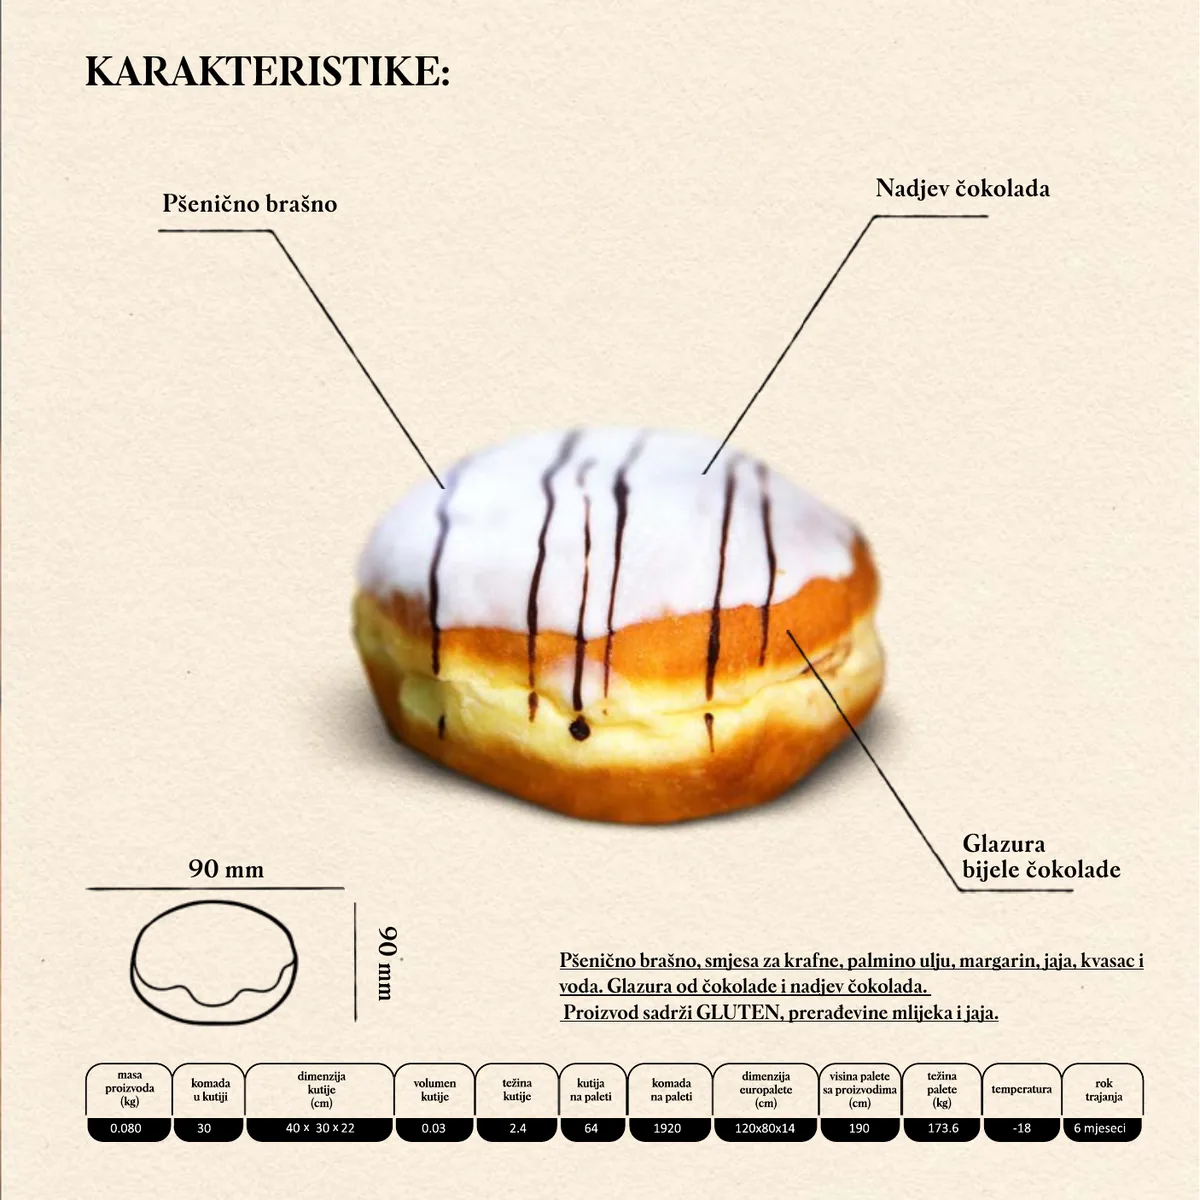 KARAKTERISTIKE:
Pšenično brašno
Nadjev čokolada
Glazura
bijele čokolade
90 mm
90 mm
Pšenično brašno, smjesa za krafne, palmino ulju, margarin, jaja, kvasac i
voda. Glazura od čokolade i nadjev čokolada.
Proizvod sadrži GLUTEN, prerađevine mlijeka i jaja.
masa
proizvoda
(kg)
0.080
komada
u kutiji
30
dimenzija
kutije
(cm)
40 x 30 x 22
volumen
kutije
0.03
težina
kutije
2.4
kutija
na paleti
64
komada
na paleti
1920
dimenzija
europalete
(cm)
120x80x14
visina palete
sa proizvodima
(cm)
190
težina
palete
(kg)
173.6
temperatura
-18
rok
trajanja
6 mjeseci